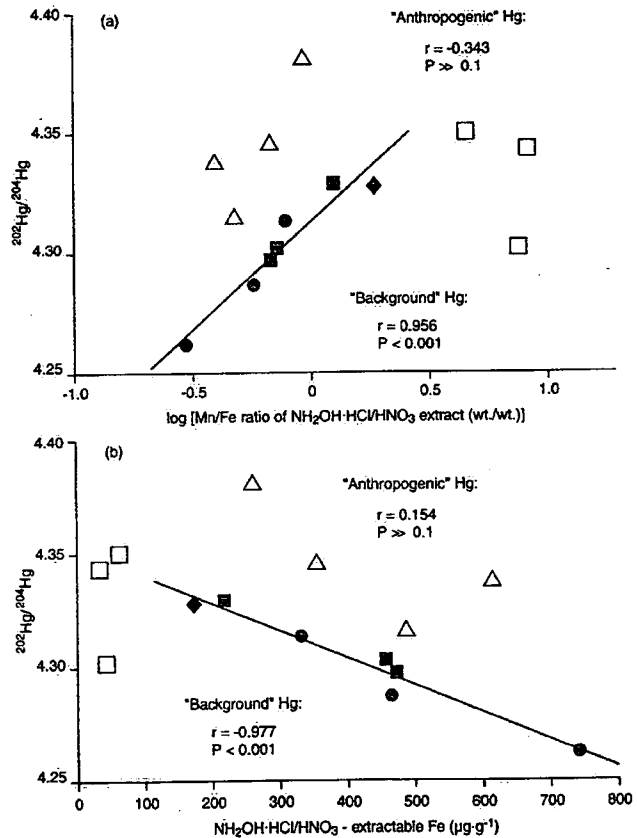 4.40
(a)
"Anthropogenic" Hg:
r = -0.343
P ≫ 0.1
4.35
²⁰²Hg/²⁰⁴Hg
4.30
"Background" Hg:
r = 0.956
P < 0.001
4.25
-1.0 -0.5 0 0.5 1.0
log [Mn/Fe ratio of NH₂OH·HCl/HNO₃ extract (wt./wt.)]
4.40
(b)
"Anthropogenic" Hg:
r = 0.154
P ≫ 0.1
4.35
²⁰²Hg/²⁰⁴Hg
4.30
"Background" Hg:
r = -0.977
P < 0.001
4.25
0 100 200 300 400 500 600 700 800
NH₂OH·HCl/HNO₃ - extractable Fe (µg·g⁻¹)